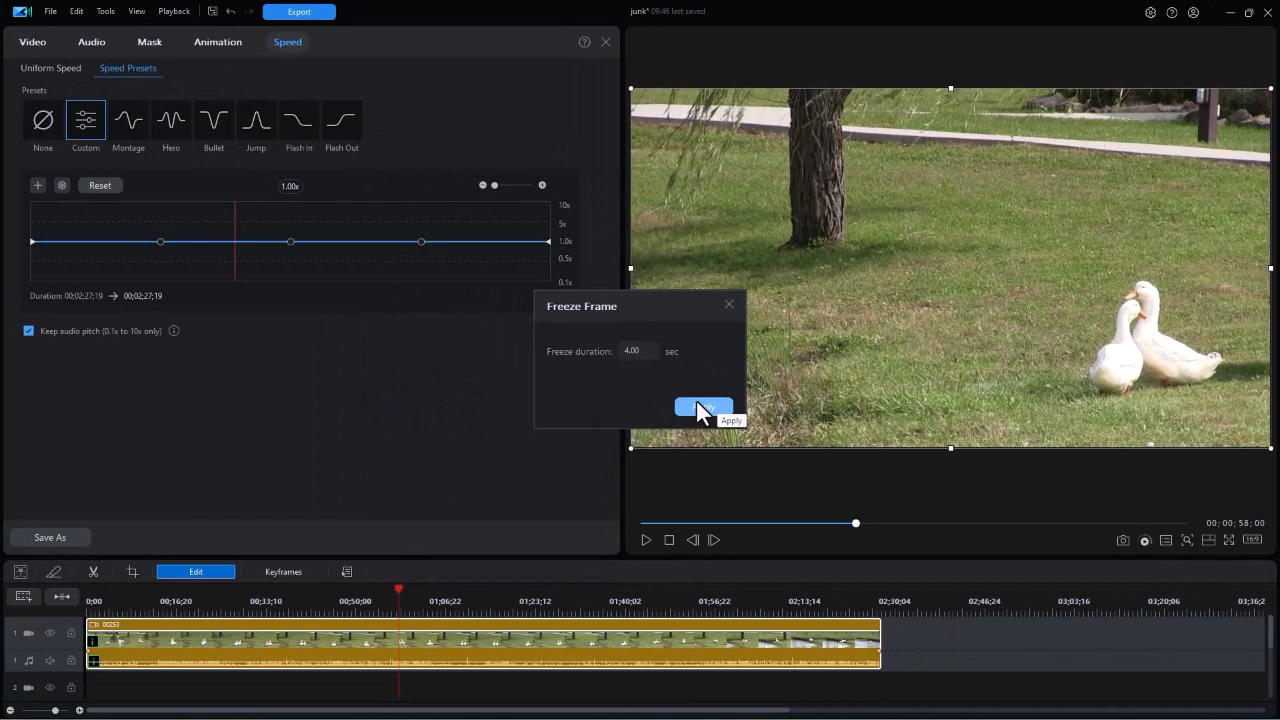 File Edit Tools View Playback Export junk* 09:46 last saved
Video Audio Mask Animation Speed
Uniform Speed Speed Presets
Presets
None Custom Montage Hero Bullet Jump Flash In Flash Out
Reset 1.00x
10x
5x
1.0x
0.5x
0.1x
Duration: 00;02;27;19 → 00;02;27;19
Keep audio pitch (0.1x to 10x only)
Freeze Frame
Freeze duration: 4.00 sec
Apply
Apply
Save As
00; 00; 58; 00
16:9
Edit Keyframes
0;00 00;16;20 00;33;10 00;50;00 01;06;22 01;23;12 01;40;02 01;56;22 02;13;14 02;30;04 02;46;24 03;03;16 03;20;06 03;36;2
1 00253
1
2